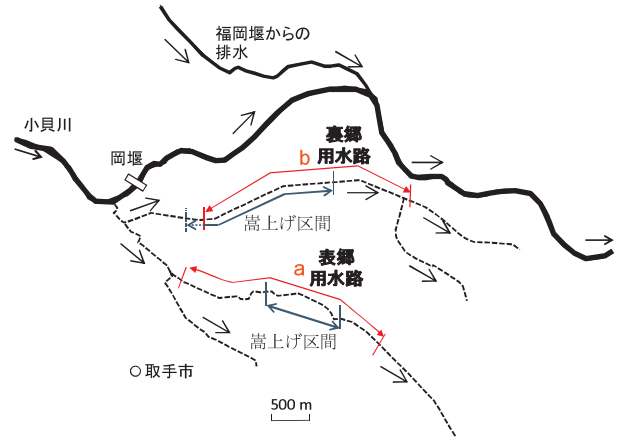 福岡堰からの
排水
小貝川
岡堰
裏郷
b 用水路
嵩上げ区間
表郷
a 用水路
嵩上げ区間
取手市
500 m